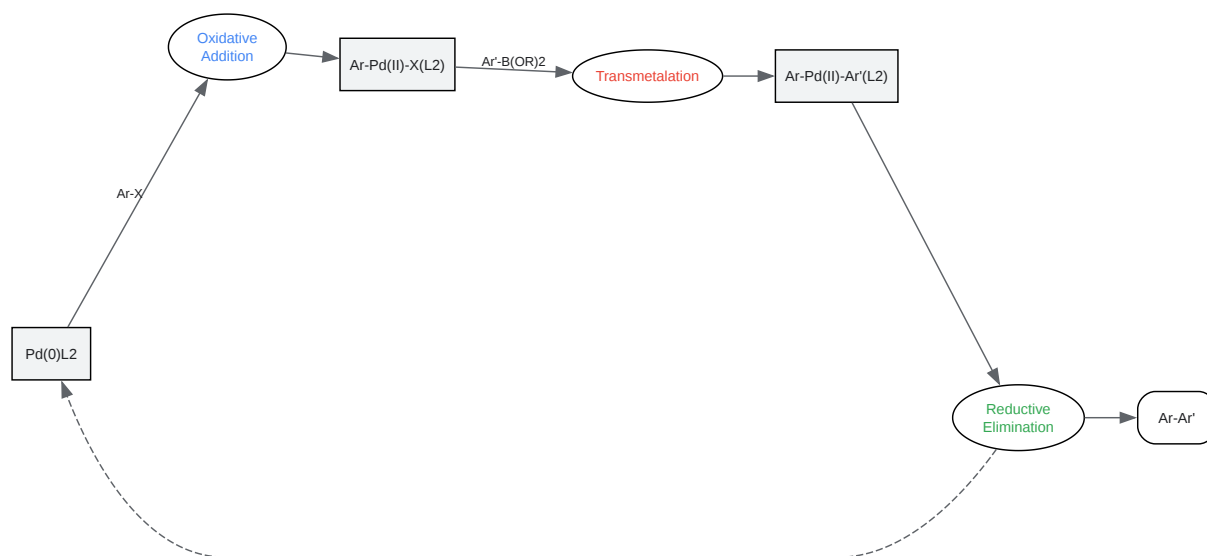 Oxidative
Addition
Ar-Pd(II)-X(L2)
Ar'-B(OR)2
Transmetalation
Ar-Pd(II)-Ar'(L2)
Ar-X
Pd(0)L2
Reductive
Elimination
Ar-Ar'